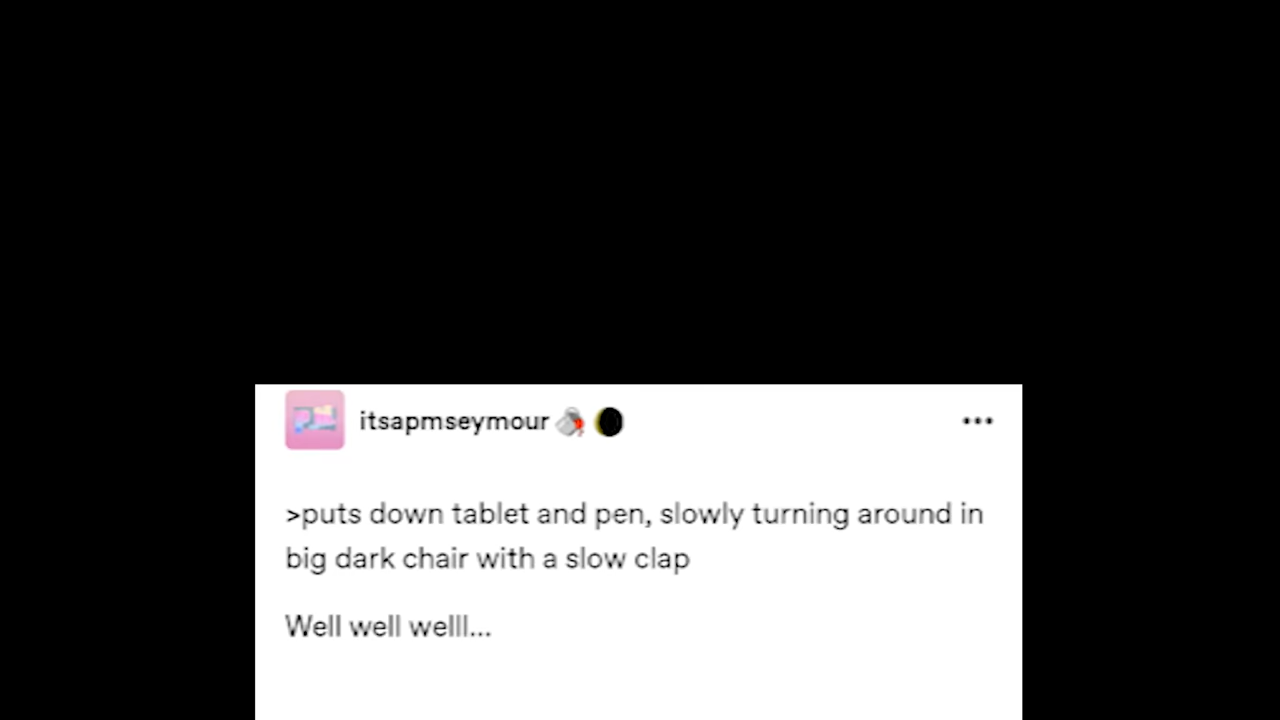 itsapmseymour
>puts down tablet and pen, slowly turning around in
big dark chair with a slow clap
Well well welll...